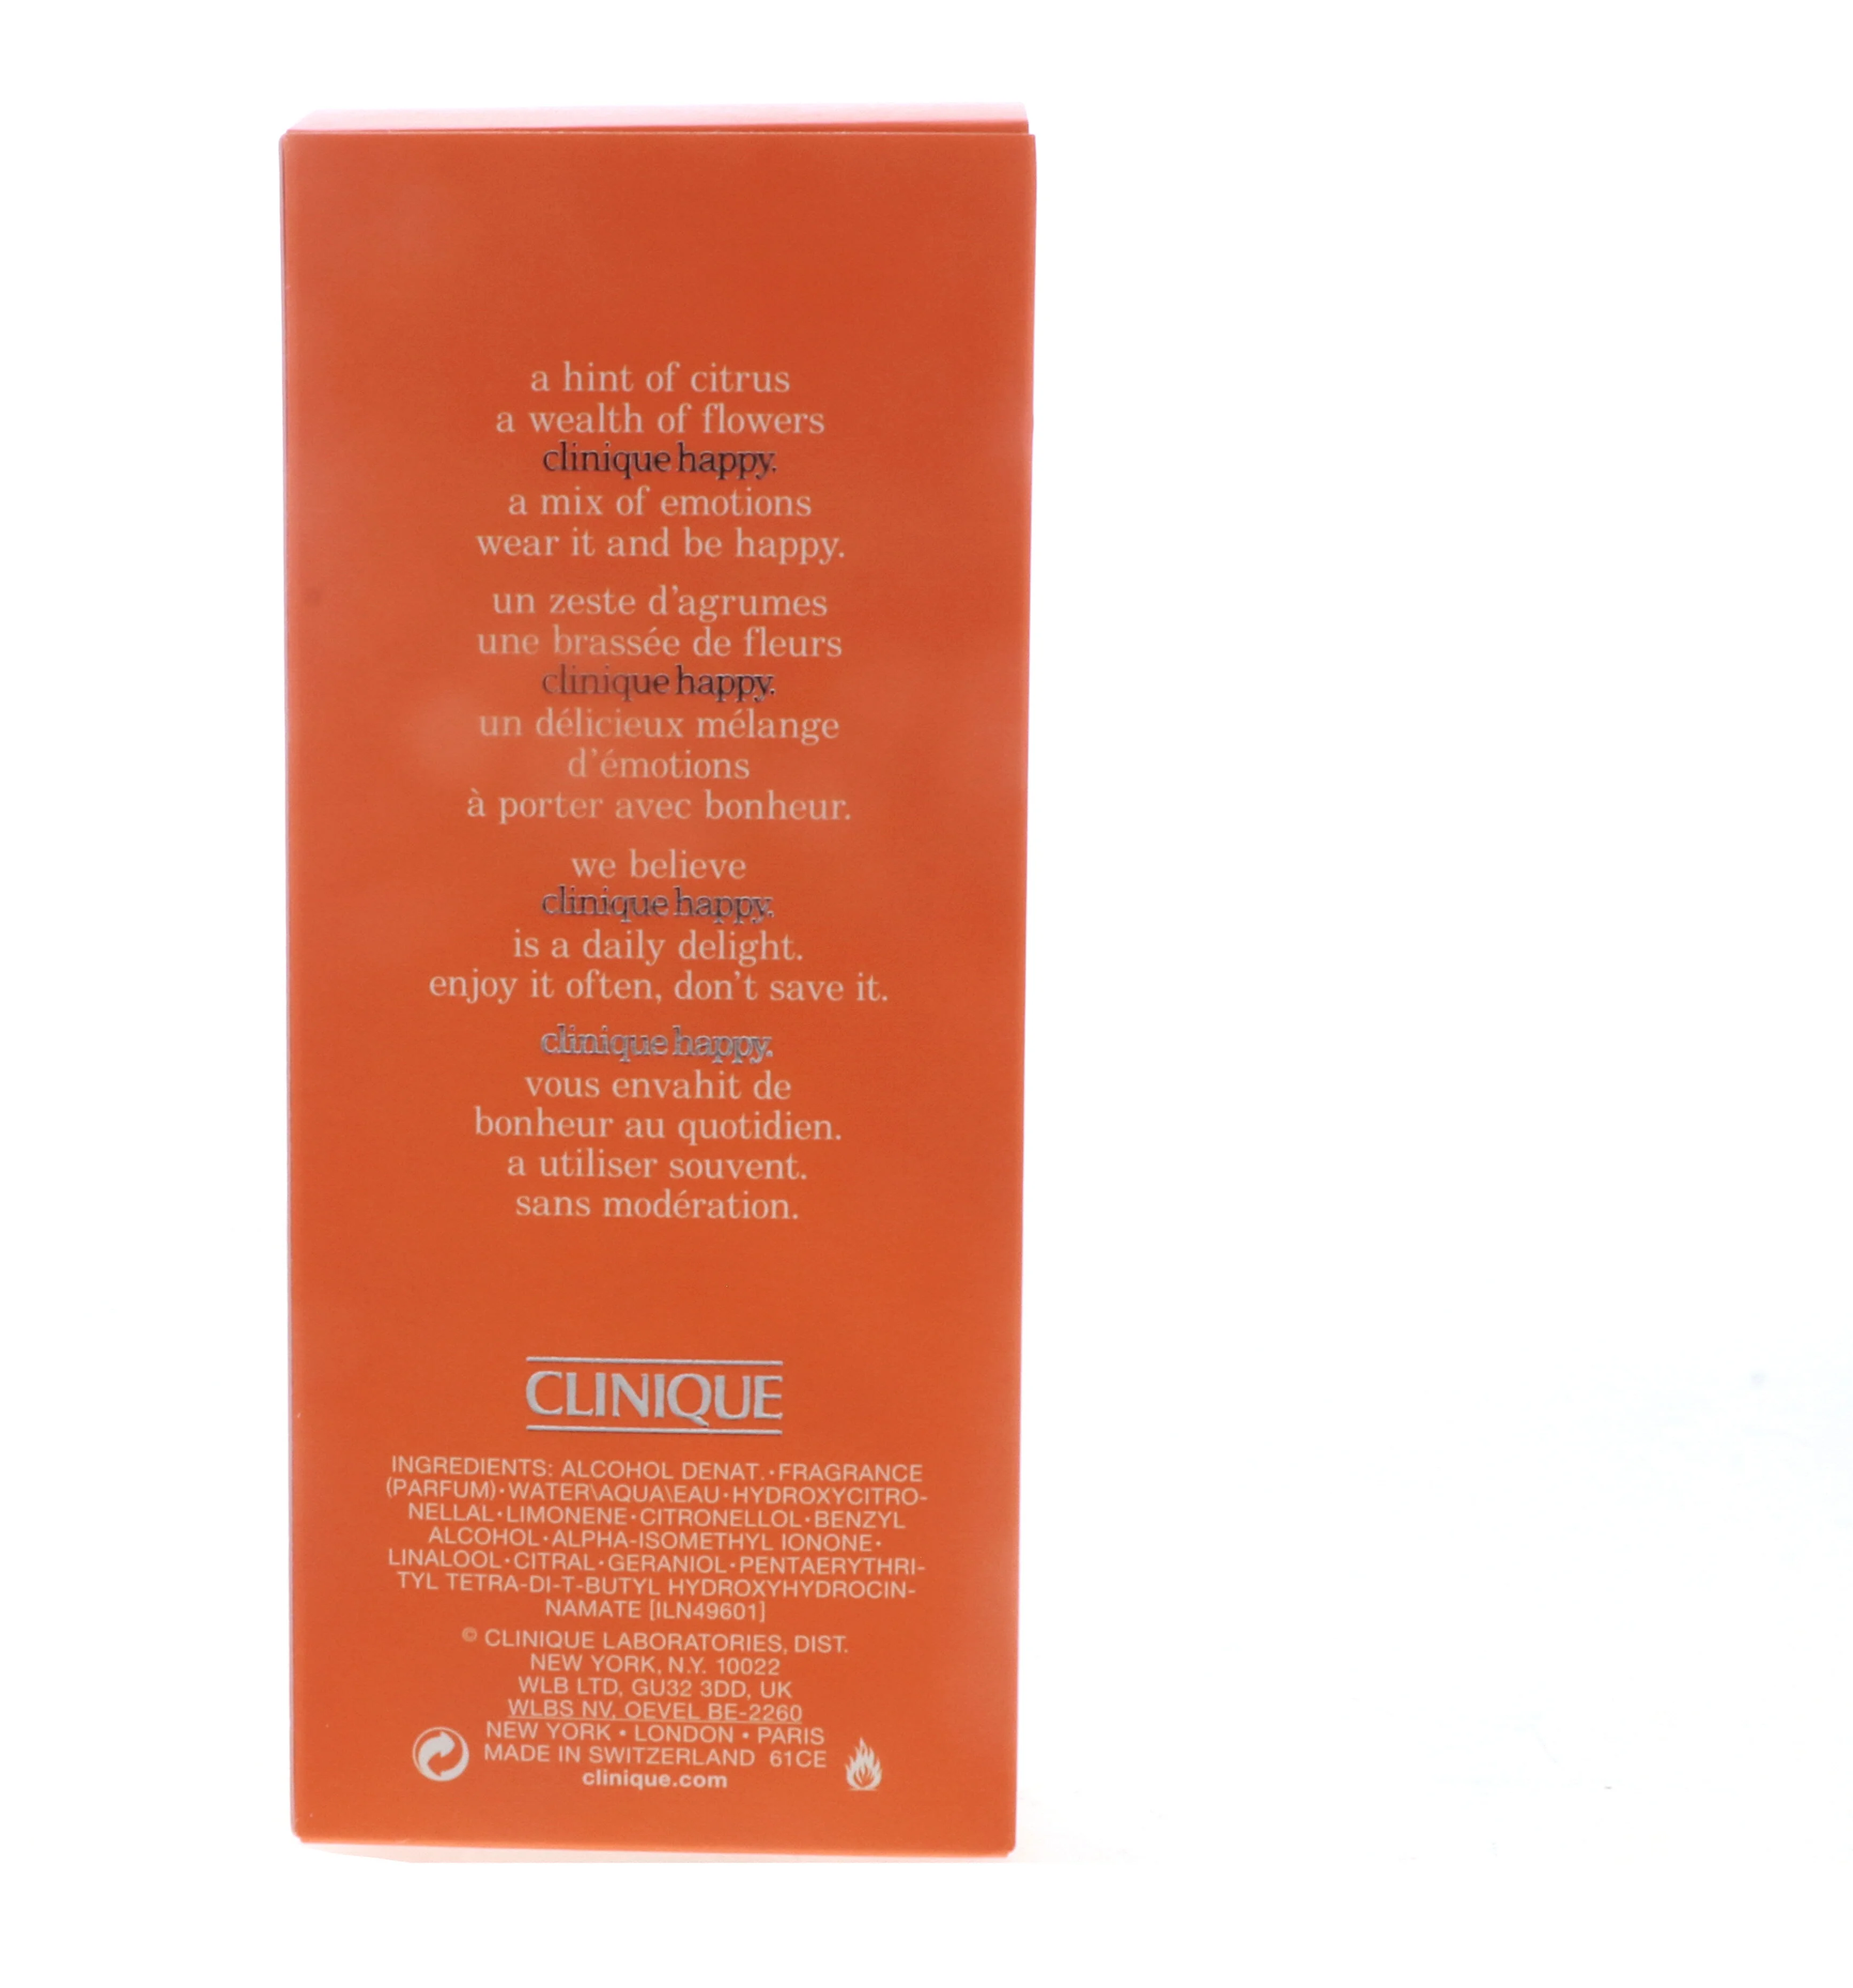 a hint of citrus
a wealth of flowers
clinique happy.
a mix of emotions
wear it and be happy.
un zeste d'agrumes
une brassée de fleurs
clinique happy.
un délicieux mélange
d'émotions
à porter avec bonheur.
we believe
clinique happy.
is a daily delight.
enjoy it often, don't save it.
clinique happy.
vous envahit de
bonheur au quotidien.
a utiliser souvent.
sans modération.
CLINIQUE
INGREDIENTS: ALCOHOL DENAT.•FRAGRANCE
(PARFUM)•WATER\AQUA\EAU•HYDROXYCITRO-
NELLAL•LIMONENE•CITRONELLOL•BENZYL
ALCOHOL•ALPHA-ISOMETHYL IONONE•
LINALOOL•CITRAL•GERANIOL•PENTAERYTHRI-
TYL TETRA-DI-T-BUTYL HYDROXYHYDROCIN-
NAMATE [ILN49601]
© CLINIQUE LABORATORIES, DIST.
NEW YORK, N.Y. 10022
WLB LTD, GU32 3DD, UK
WLBS NV, OEVEL BE-2260
NEW YORK • LONDON • PARIS
MADE IN SWITZERLAND 61CE
clinique.com